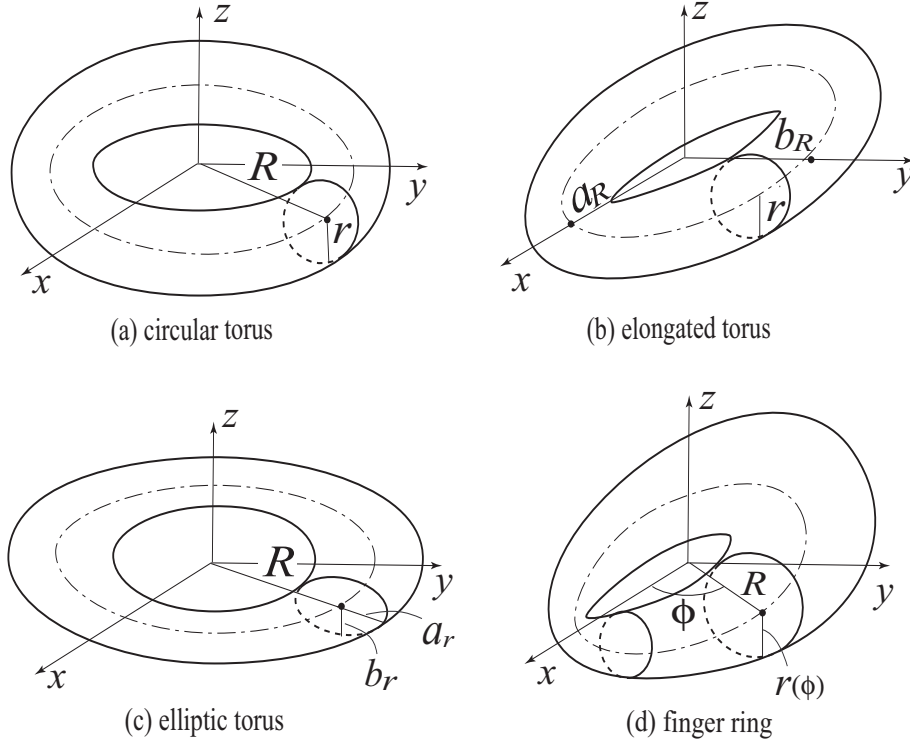 z
R
y
r
x
(a) circular torus
z
b_R
y
a_R
r
x
(b) elongated torus
z
R
y
a_r
b_r
x
(c) elliptic torus
z
R
y
ϕ
x
r(ϕ)
(d) finger ring